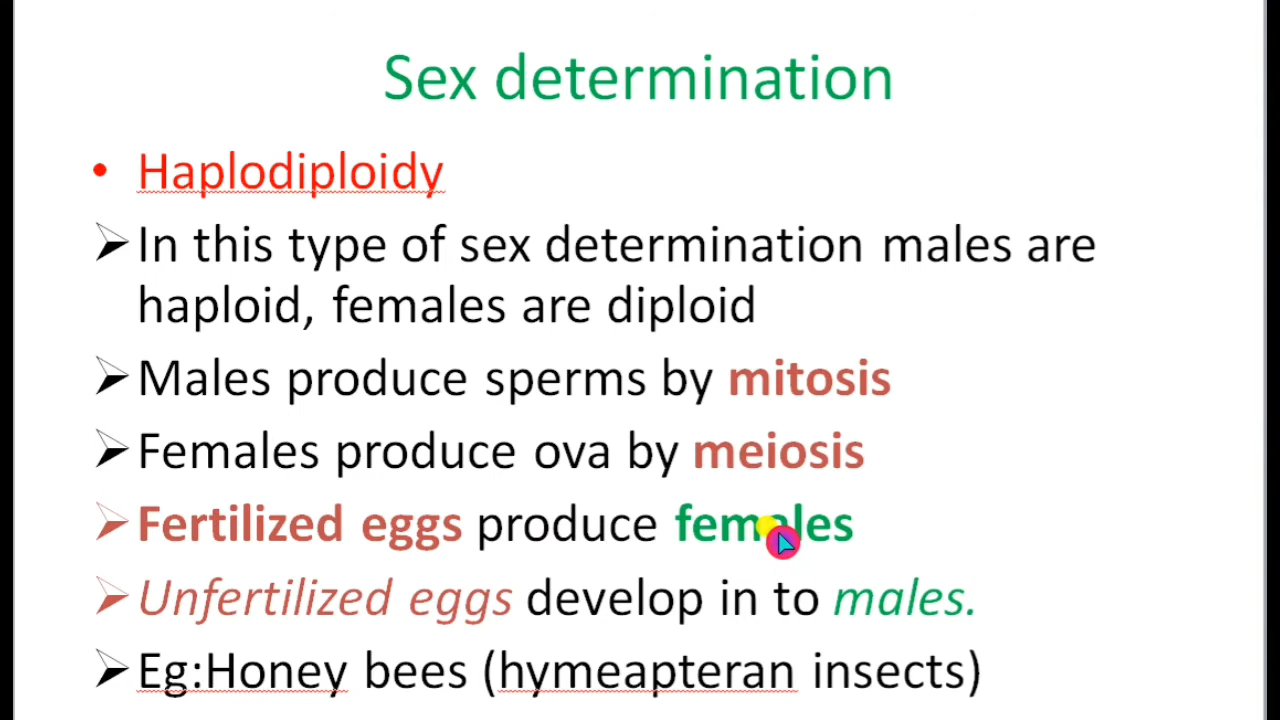 Sex determination
• Haplodiploidy
➢ In this type of sex determination males are
haploid, females are diploid
➢ Males produce sperms by mitosis
➢ Females produce ova by meiosis
➢ Fertilized eggs produce females
➢ Unfertilized eggs develop in to males.
➢ Eg:Honey bees (hymeapteran insects)